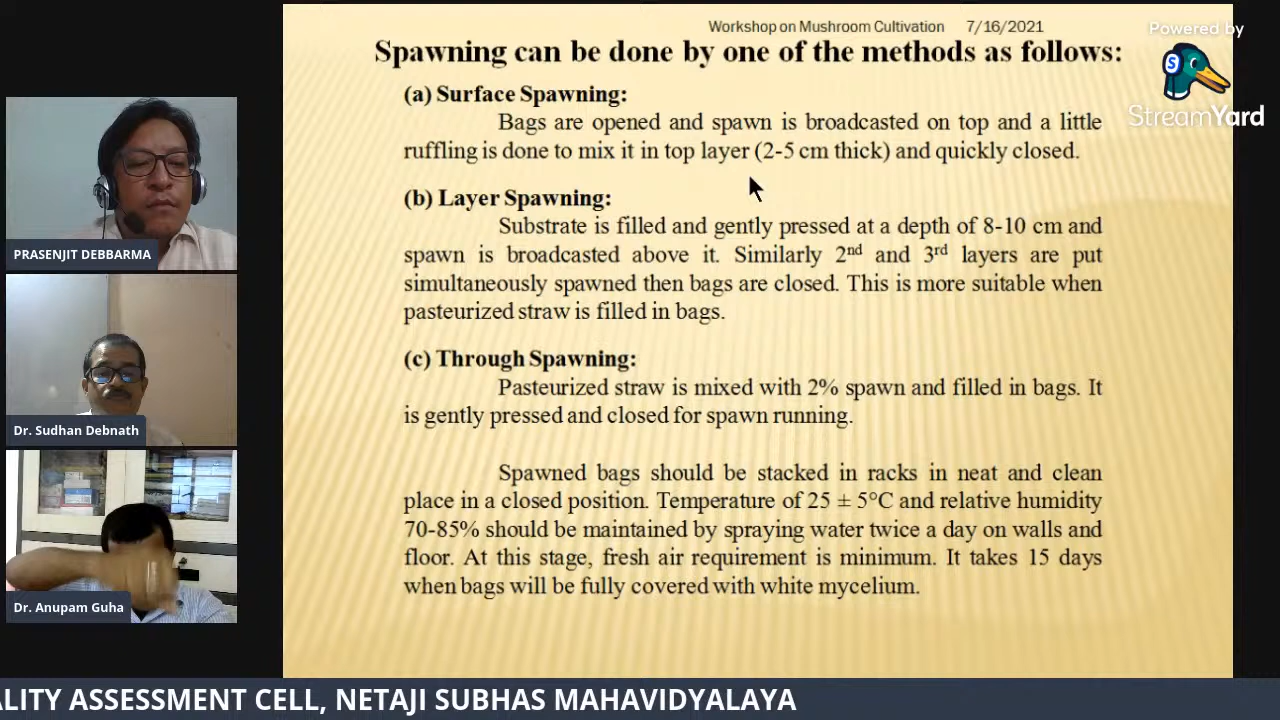 Workshop on Mushroom Cultivation 7/16/2021
Powered by
StreamYard
Spawning can be done by one of the methods as follows:
(a) Surface Spawning:
Bags are opened and spawn is broadcasted on top and a little
ruffling is done to mix it in top layer (2-5 cm thick) and quickly closed.
(b) Layer Spawning:
Substrate is filled and gently pressed at a depth of 8-10 cm and
spawn is broadcasted above it. Similarly 2nd and 3rd layers are put
simultaneously spawned then bags are closed. This is more suitable when
pasteurized straw is filled in bags.
(c) Through Spawning:
Pasteurized straw is mixed with 2% spawn and filled in bags. It
is gently pressed and closed for spawn running.
Spawned bags should be stacked in racks in neat and clean
place in a closed position. Temperature of 25 ± 5°C and relative humidity
70-85% should be maintained by spraying water twice a day on walls and
floor. At this stage, fresh air requirement is minimum. It takes 15 days
when bags will be fully covered with white mycelium.
PRASENJIT DEBBARMA
Dr. Sudhan Debnath
Dr. Anupam Guha
ALITY ASSESSMENT CELL, NETAJI SUBHAS MAHAVIDYALAYA